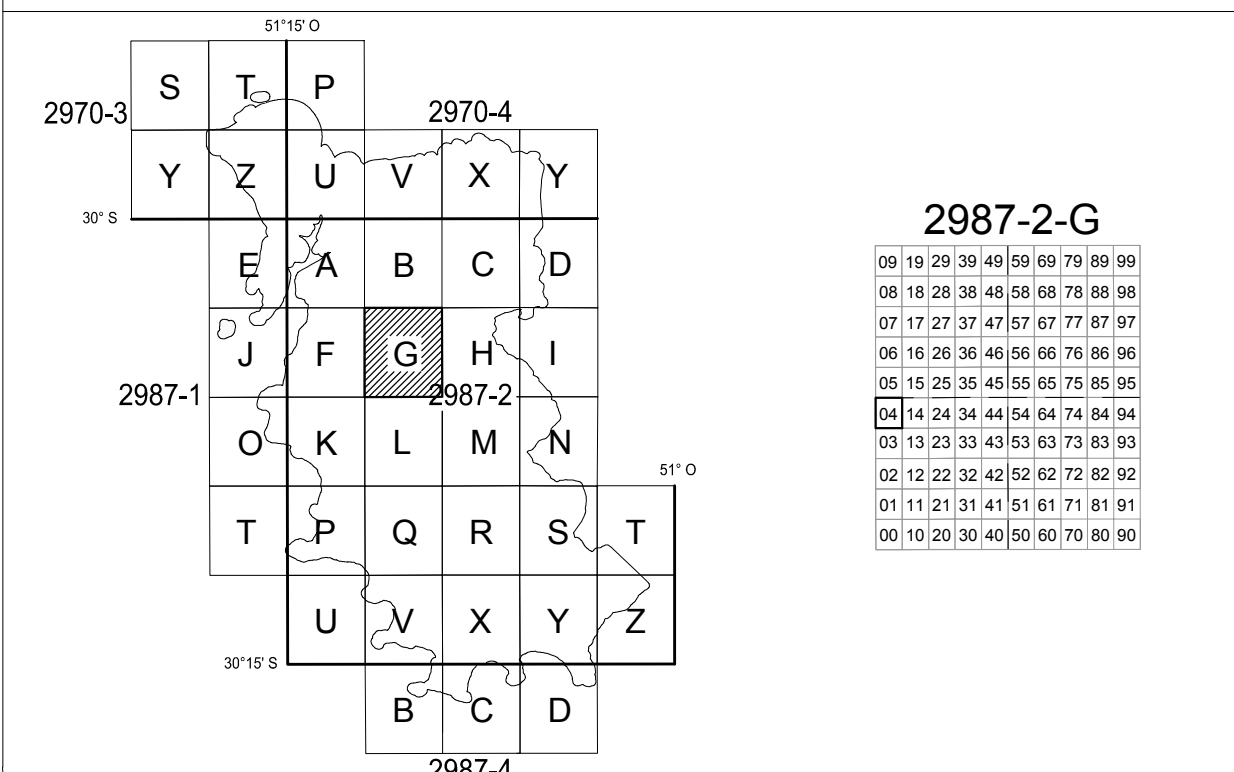 51°15' O
S T P
2970-3
2970-4
Y Z U V X Y
30° S
E A B C D
J F G H I
2987-1
2987-2
O K L M N
51° O
T P Q R S T
U V X Y Z
30°15' S
B C D
2987-4
2987-2-G
09 19 29 39 49 59 69 79 89 99
08 18 28 38 48 58 68 78 88 98
07 17 27 37 47 57 67 77 87 97
06 16 26 36 46 56 66 76 86 96
05 15 25 35 45 55 65 75 85 95
04 14 24 34 44 54 64 74 84 94
03 13 23 33 43 53 63 73 83 93
02 12 22 32 42 52 62 72 82 92
01 11 21 31 41 51 61 71 81 91
00 10 20 30 40 50 60 70 80 90